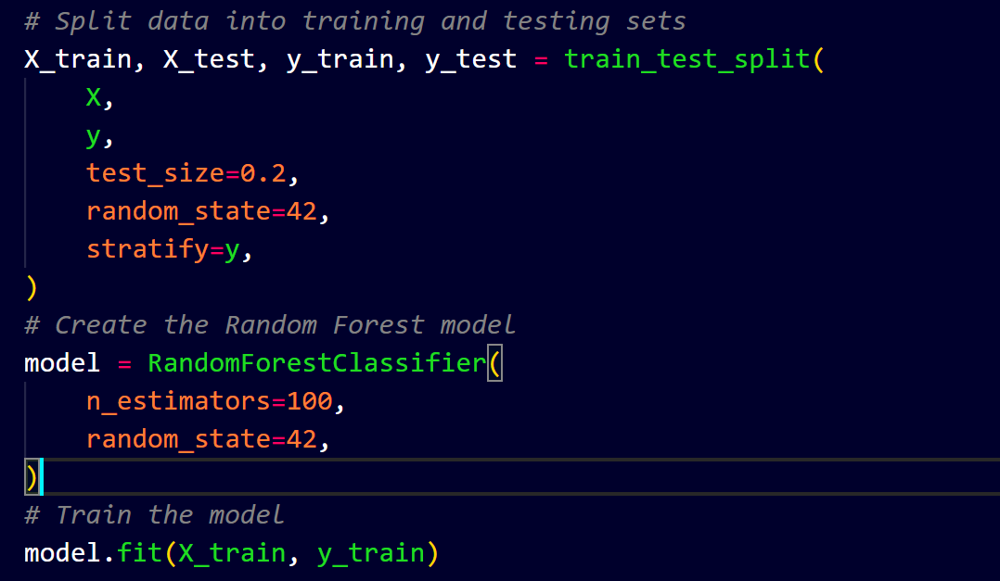 # Split data into training and testing sets
X_train, X_test, y_train, y_test = train_test_split(
    X,
    y,
    test_size=0.2,
    random_state=42,
    stratify=y,
)
# Create the Random Forest model
model = RandomForestClassifier(
    n_estimators=100,
    random_state=42,
)
# Train the model
model.fit(X_train, y_train)